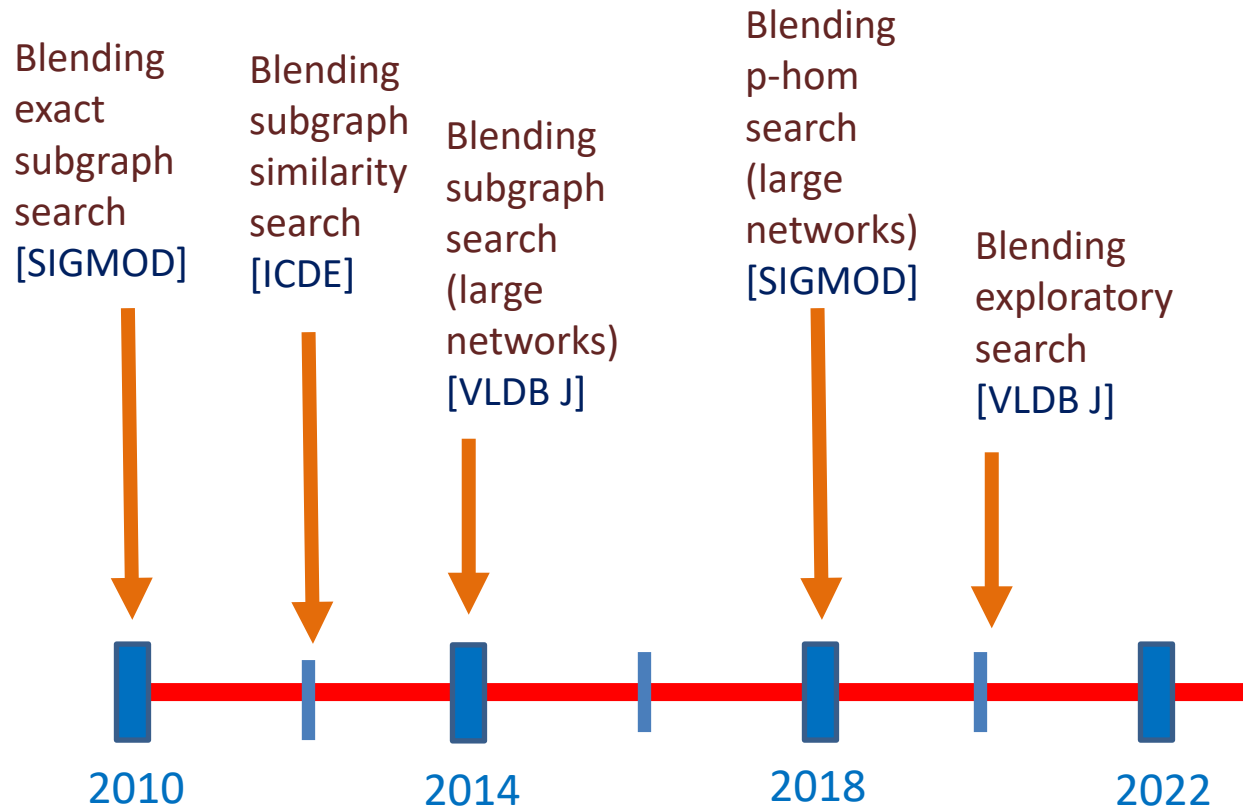 Blending
exact
subgraph
search
[SIGMOD]
Blending
subgraph
similarity
search
[ICDE]
Blending
subgraph
search
(large
networks)
[VLDB J]
Blending
p-hom
search
(large
networks)
[SIGMOD]
Blending
exploratory
search
[VLDB J]
2010
2014
2018
2022